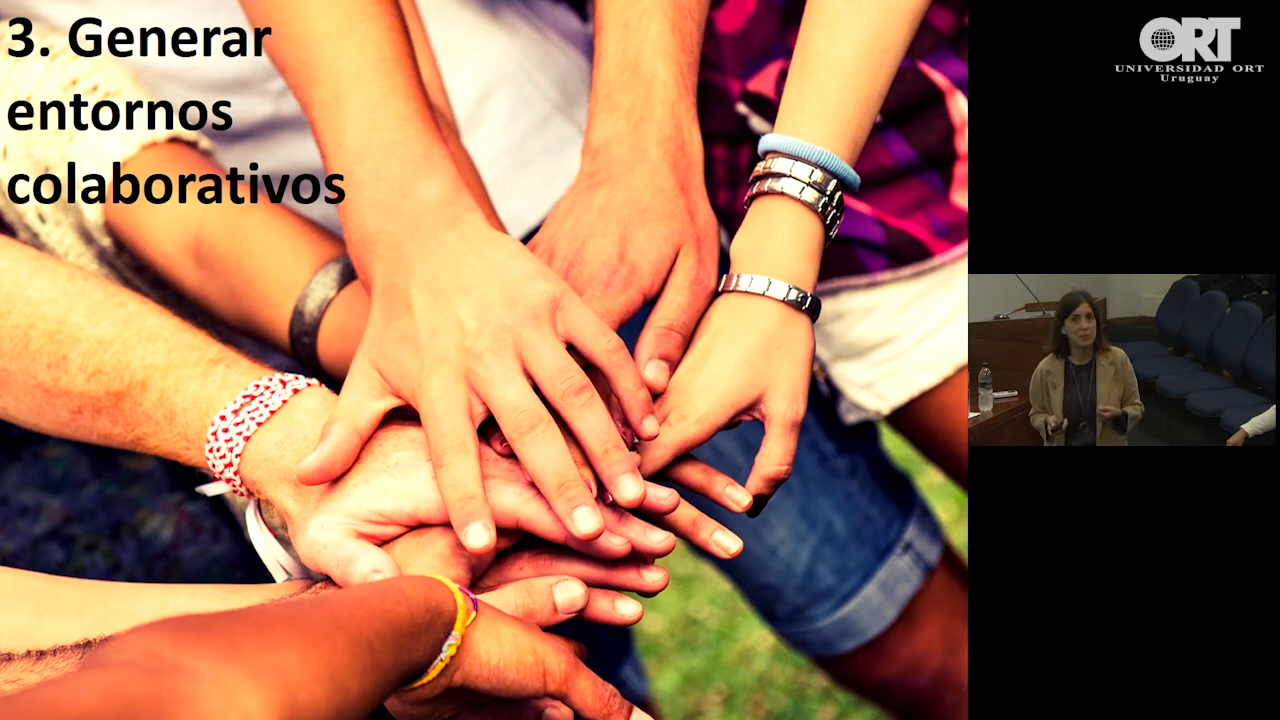 3. Generar
entornos
colaborativos
ORT
UNIVERSIDAD ORT
Uruguay